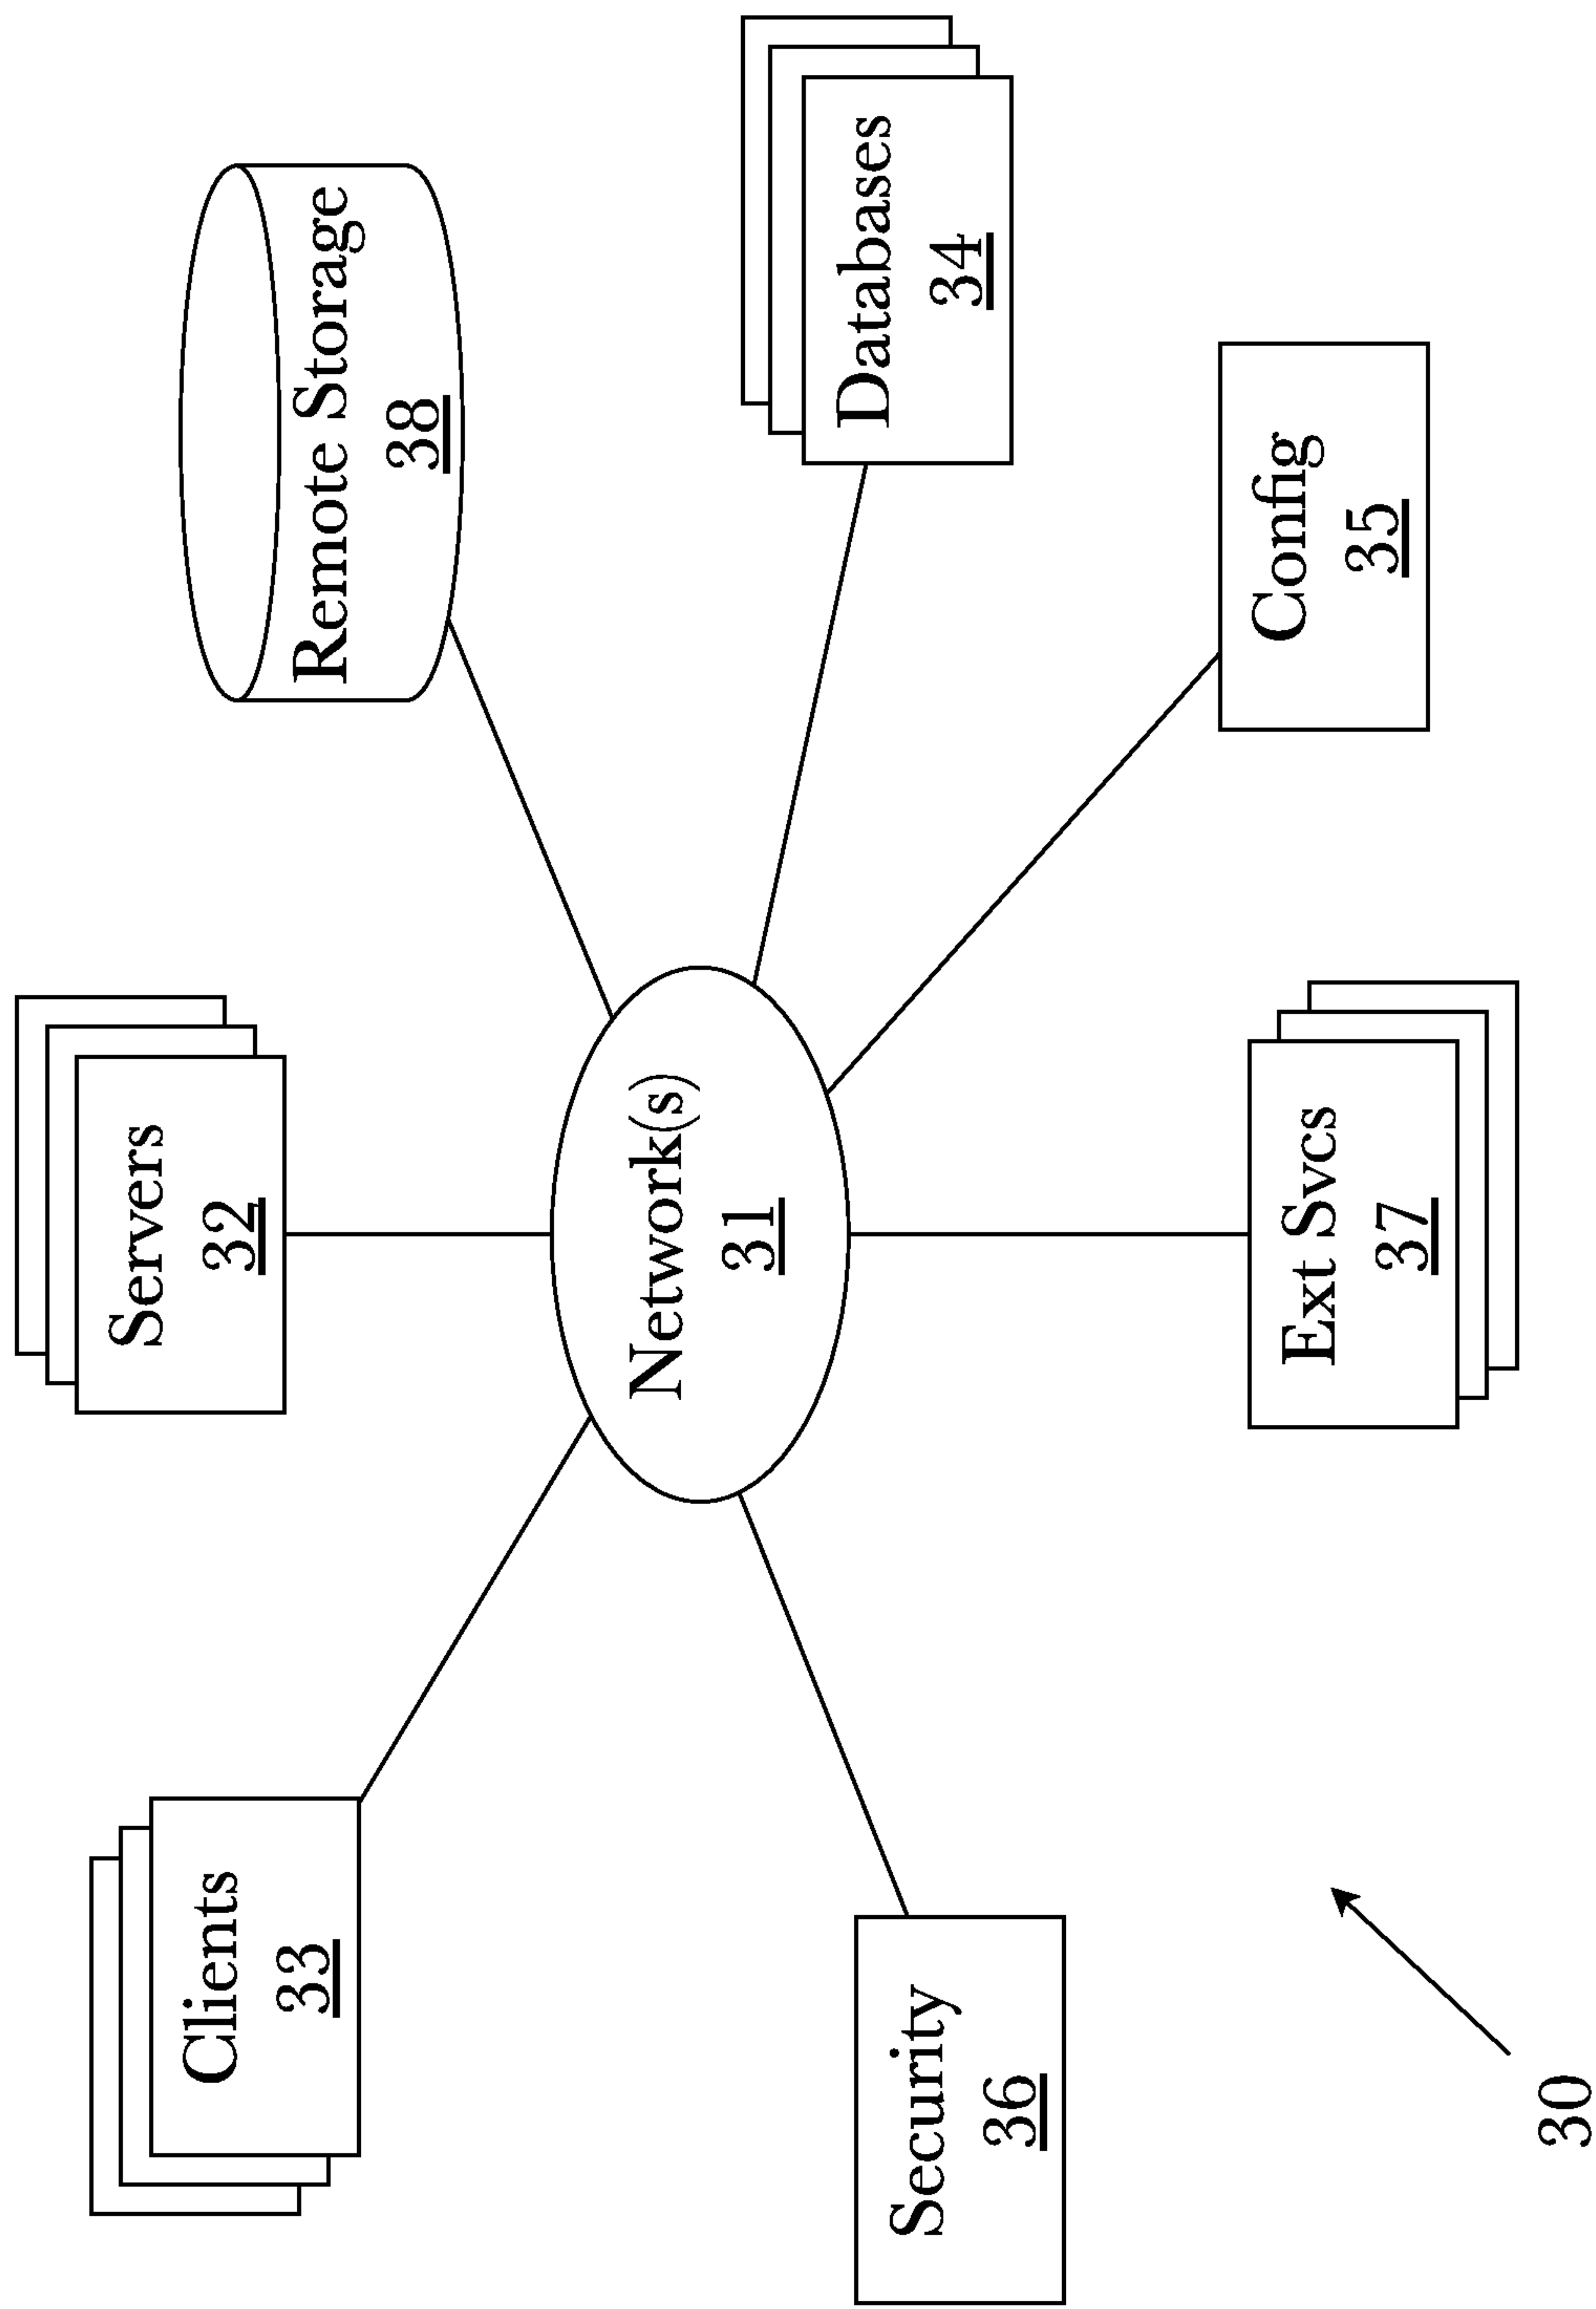 Servers
32
Clients
33
Remote Storage
38
Network(s)
31
Databases
34
Security
36
Ext Svcs
37
Config
35
30